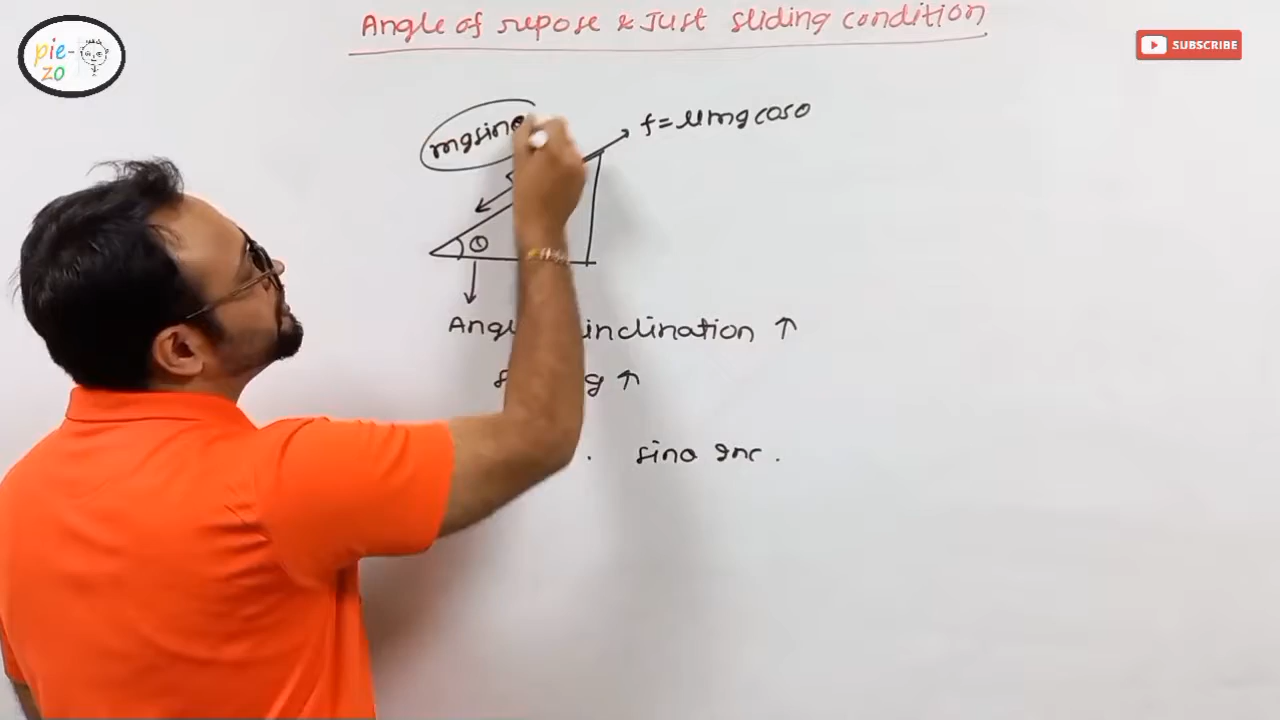 Angle of repose & Just sliding condition
pie-
zo
SUBSCRIBE
mgsinθ
f = μmg cosθ
θ
inclination ↑
↑
sinθ inc.